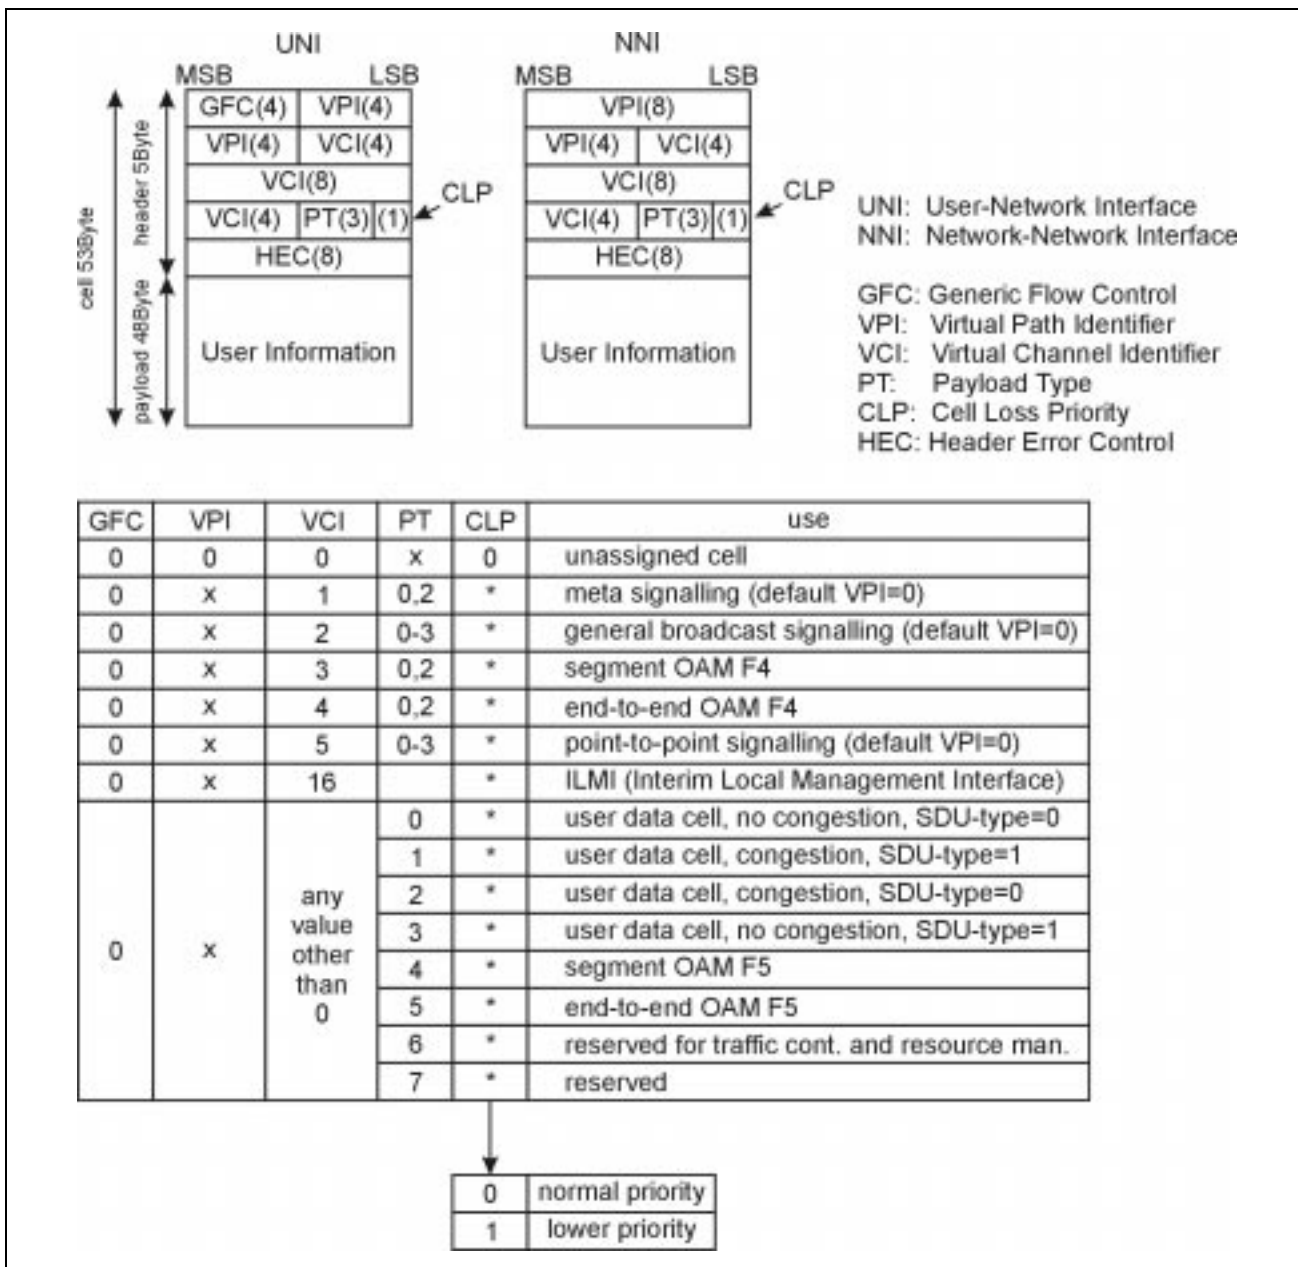 UNI NNI
MSB LSB MSB LSB
GFC(4) VPI(4) VPI(8)
VPI(4) VCI(4) VPI(4) VCI(4)
VCI(8) VCI(8)
CLP CLP
VCI(4) PT(3) (1) VCI(4) PT(3) (1)
HEC(8) HEC(8)
User Information User Information
cell 53Byte
header 5Byte
payload 48Byte
UNI: User-Network Interface
NNI: Network-Network Interface
GFC: Generic Flow Control
VPI: Virtual Path Identifier
VCI: Virtual Channel Identifier
PT: Payload Type
CLP: Cell Loss Priority
HEC: Header Error Control
GFC VPI VCI PT CLP use
0 0 0 x 0 unassigned cell
0 x 1 0,2 * meta signalling (default VPI=0)
0 x 2 0-3 * general broadcast signalling (default VPI=0)
0 x 3 0,2 * segment OAM F4
0 x 4 0,2 * end-to-end OAM F4
0 x 5 0-3 * point-to-point signalling (default VPI=0)
0 x 16 * ILMI (Interim Local Management Interface)
0 x any value other than 0
0 * user data cell, no congestion, SDU-type=0
1 * user data cell, congestion, SDU-type=1
2 * user data cell, congestion, SDU-type=0
3 * user data cell, no congestion, SDU-type=1
4 * segment OAM F5
5 * end-to-end OAM F5
6 * reserved for traffic cont. and resource man.
7 * reserved
0 normal priority
1 lower priority